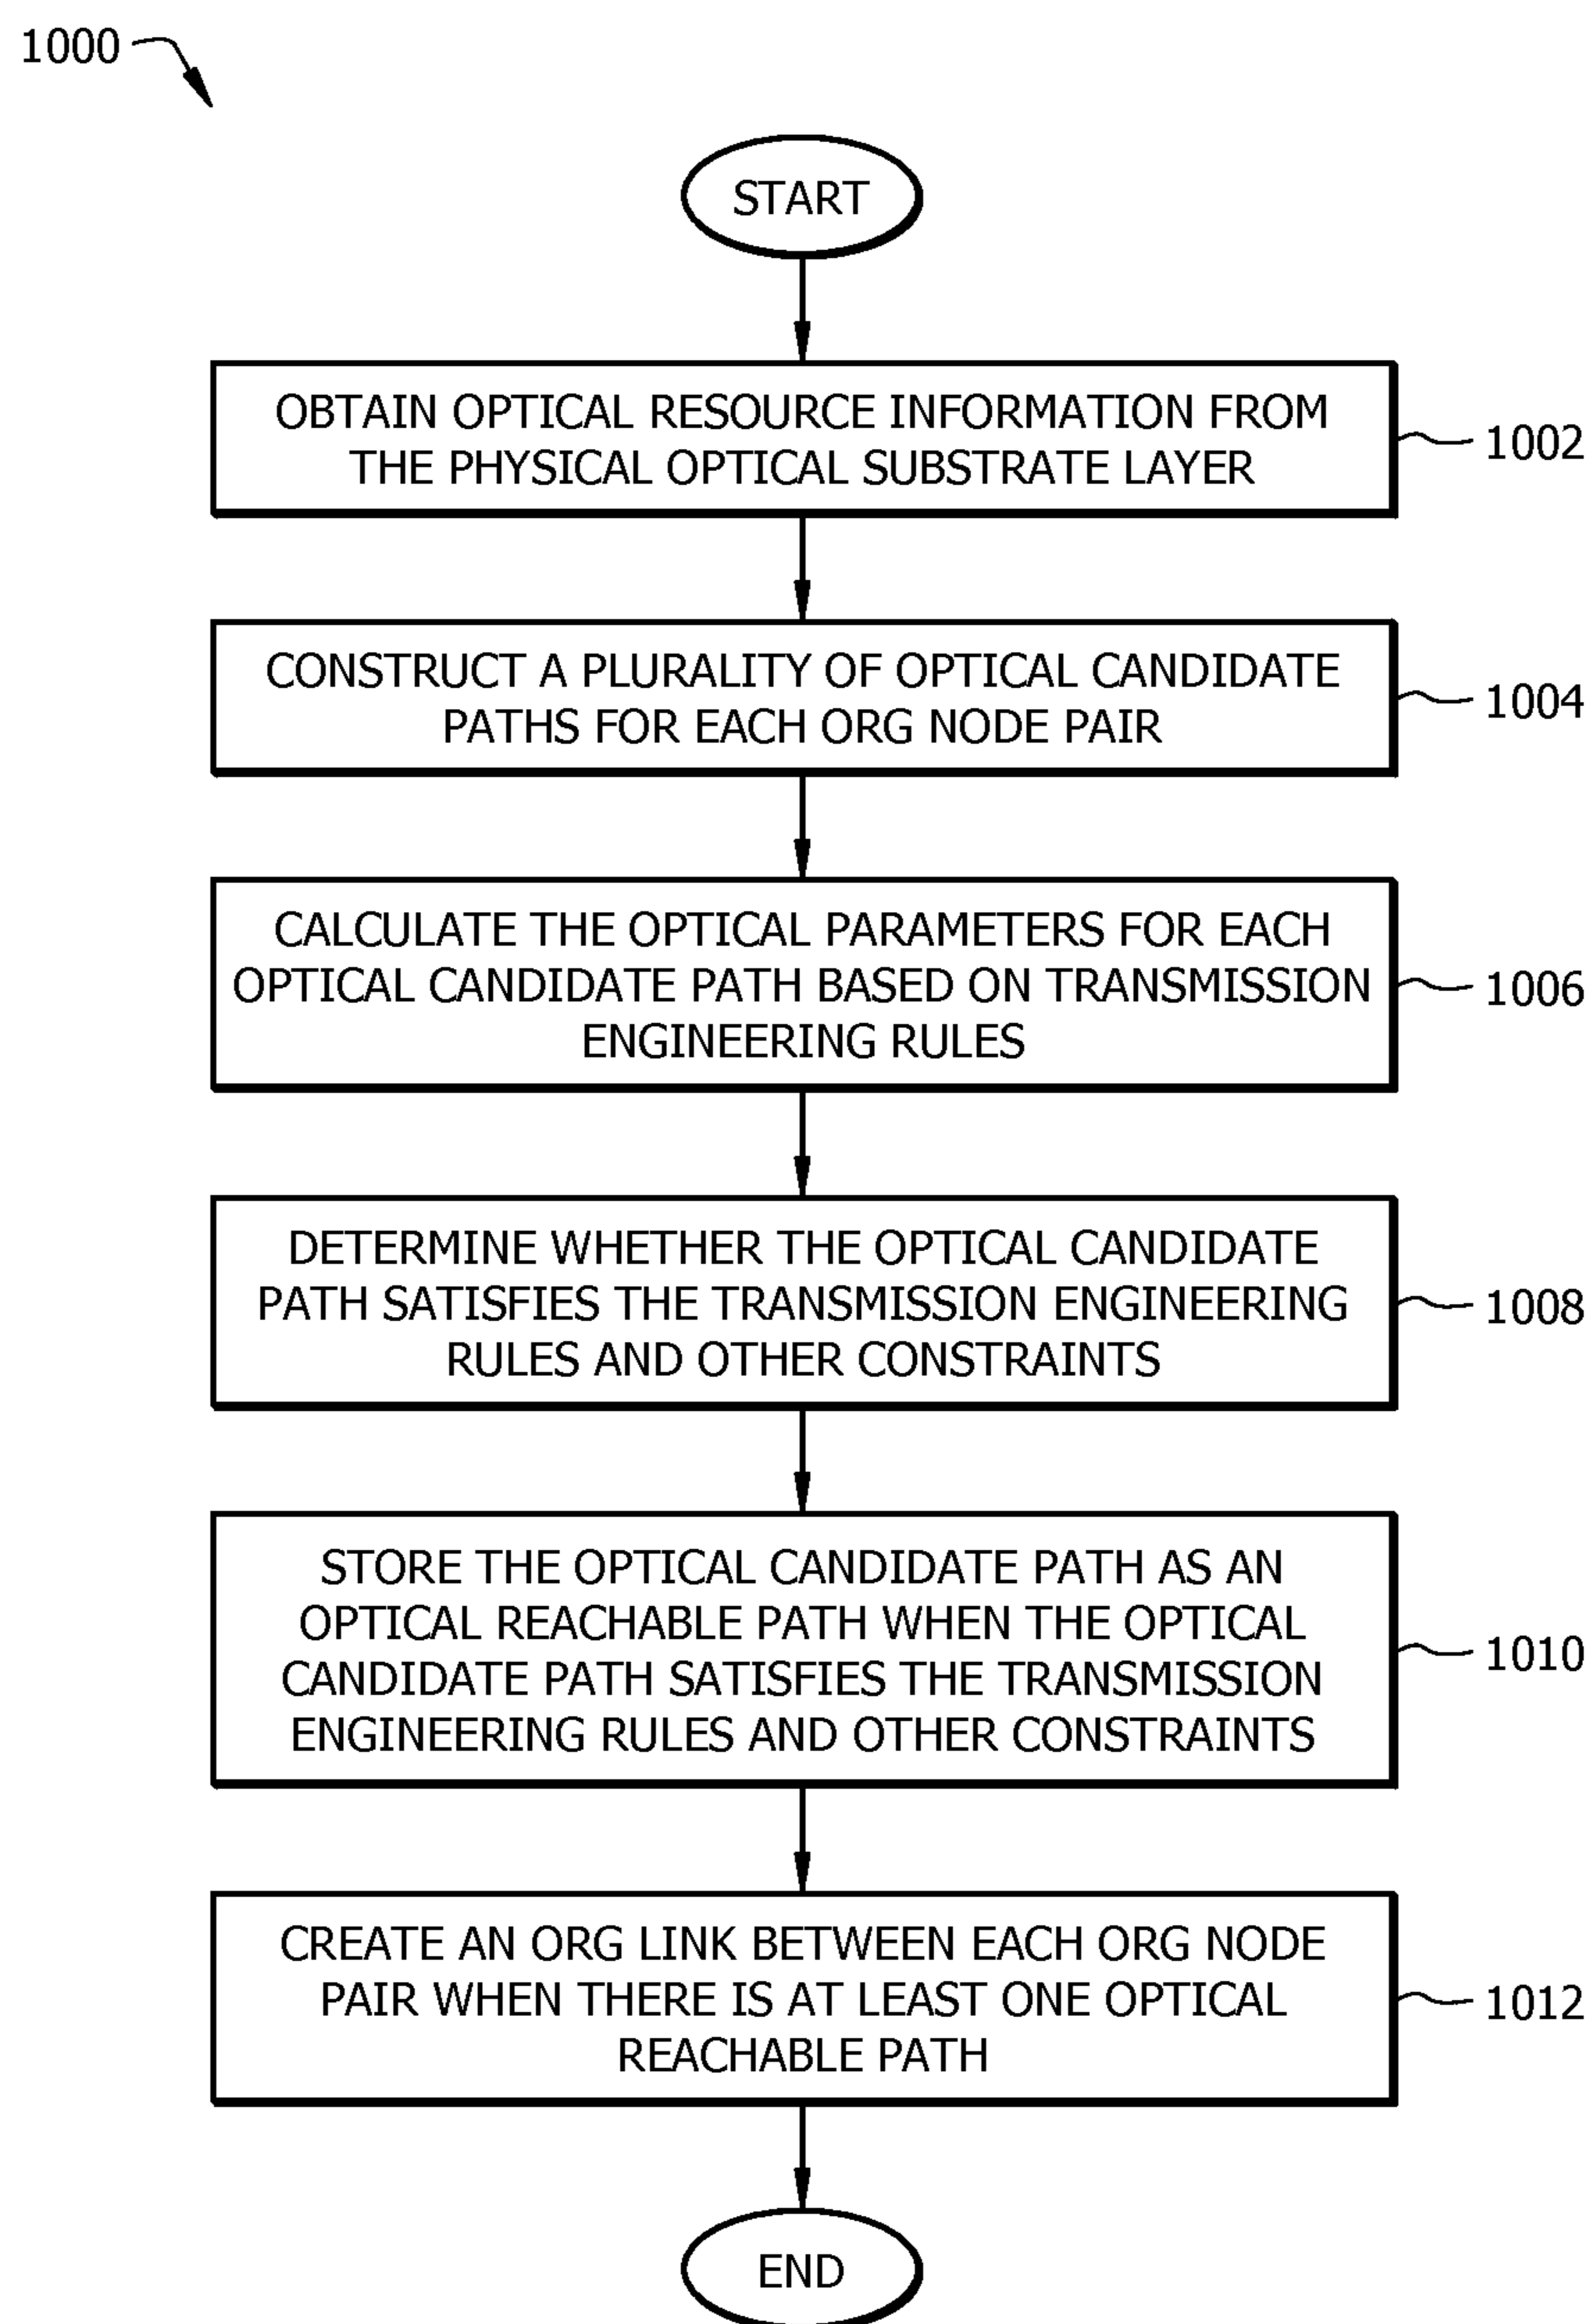 1000
START
OBTAIN OPTICAL RESOURCE INFORMATION FROM
THE PHYSICAL OPTICAL SUBSTRATE LAYER
1002
CONSTRUCT A PLURALITY OF OPTICAL CANDIDATE
PATHS FOR EACH ORG NODE PAIR
1004
CALCULATE THE OPTICAL PARAMETERS FOR EACH
OPTICAL CANDIDATE PATH BASED ON TRANSMISSION
ENGINEERING RULES
1006
DETERMINE WHETHER THE OPTICAL CANDIDATE
PATH SATISFIES THE TRANSMISSION ENGINEERING
RULES AND OTHER CONSTRAINTS
1008
STORE THE OPTICAL CANDIDATE PATH AS AN
OPTICAL REACHABLE PATH WHEN THE OPTICAL
CANDIDATE PATH SATISFIES THE TRANSMISSION
ENGINEERING RULES AND OTHER CONSTRAINTS
1010
CREATE AN ORG LINK BETWEEN EACH ORG NODE
PAIR WHEN THERE IS AT LEAST ONE OPTICAL
REACHABLE PATH
1012
END